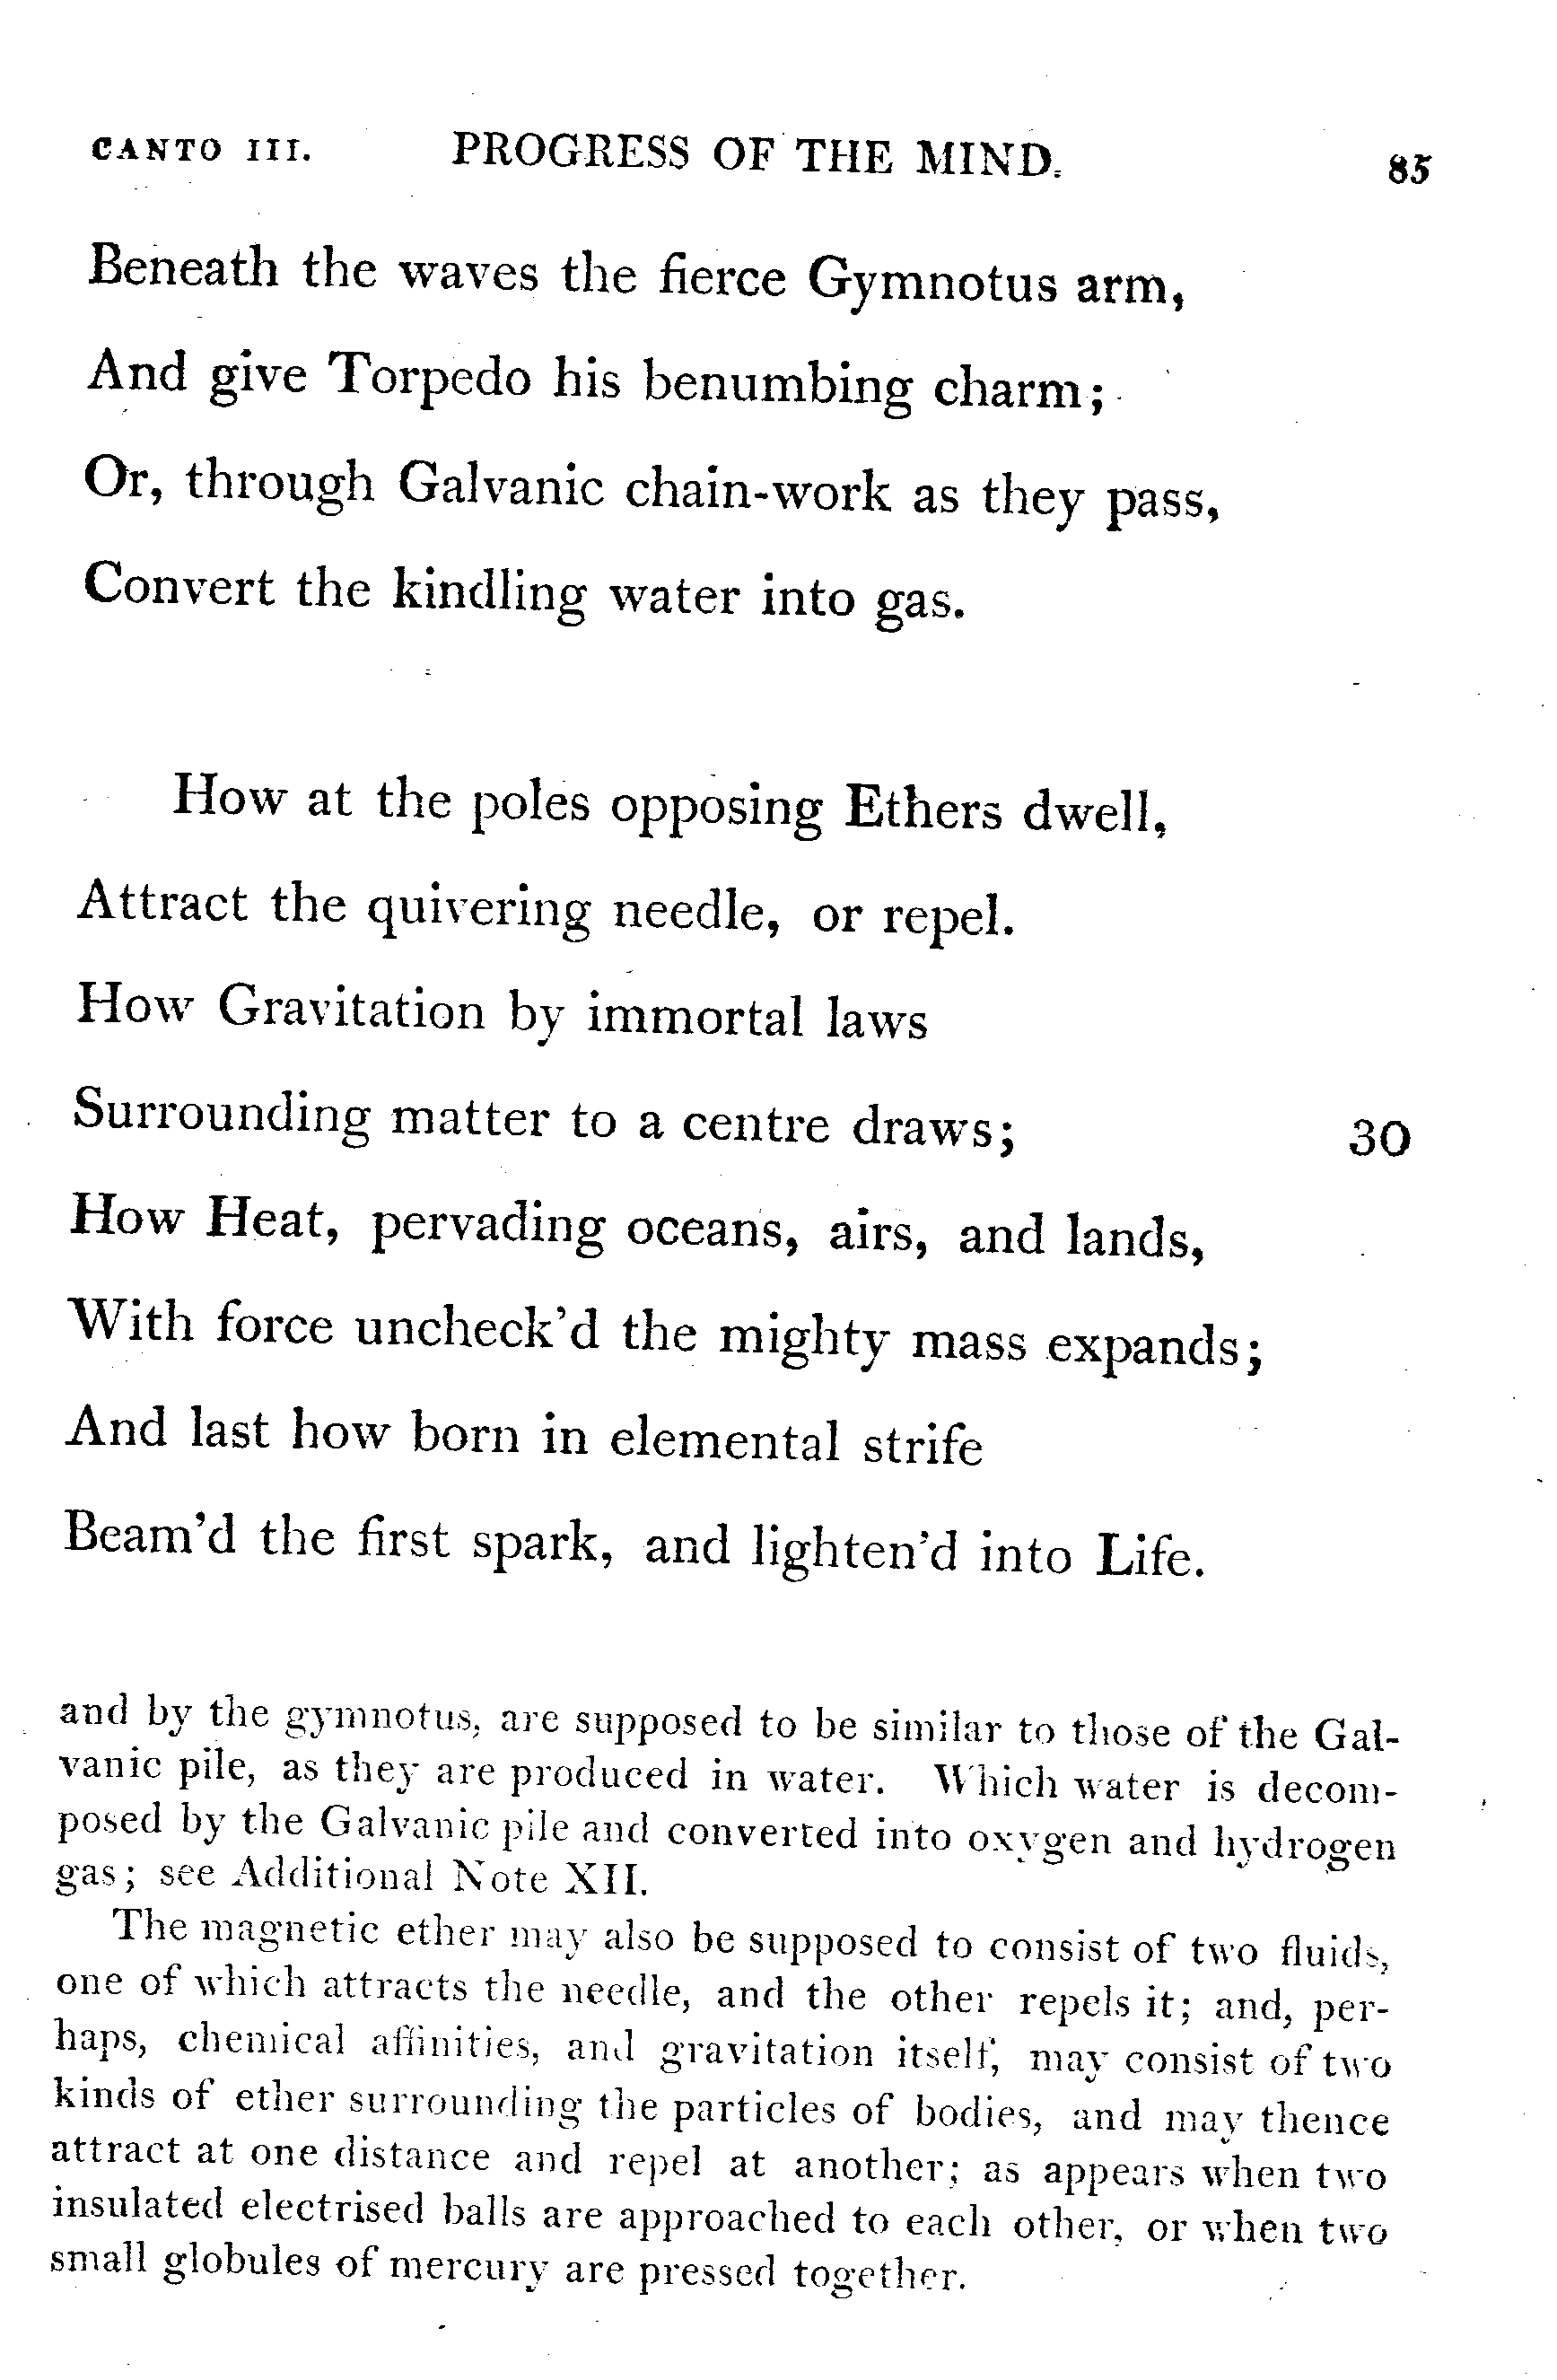 CANTO III. PROGRESS OF THE MIND. 85
Beneath the waves the fierce Gymnotus arm,
And give Torpedo his benumbing charm;
Or, through Galvanic chain-work as they pass,
Convert the kindling water into gas.
How at the poles opposing Ethers dwell,
Attract the quivering needle, or repel.
How Gravitation by immortal laws
Surrounding matter to a centre draws; 30
How Heat, pervading oceans, airs, and lands,
With force uncheck'd the mighty mass expands;
And last how born in elemental strife
Beam'd the first spark, and lighten'd into Life.
and by the gymnotus, are supposed to be similar to those of the Gal-
vanic pile, as they are produced in water. Which water is decom-
posed by the Galvanic pile and converted into oxygen and hydrogen
gas; see Additional Note XII.
The magnetic ether may also be supposed to consist of two fluids,
one of which attracts the needle, and the other repels it; and, per-
haps, chemical affinities, and gravitation itself, may consist of two
kinds of ether surrounding the particles of bodies, and may thence
attract at one distance and repel at another; as appears when two
insulated electrised balls are approached to each other, or when two
small globules of mercury are pressed together.